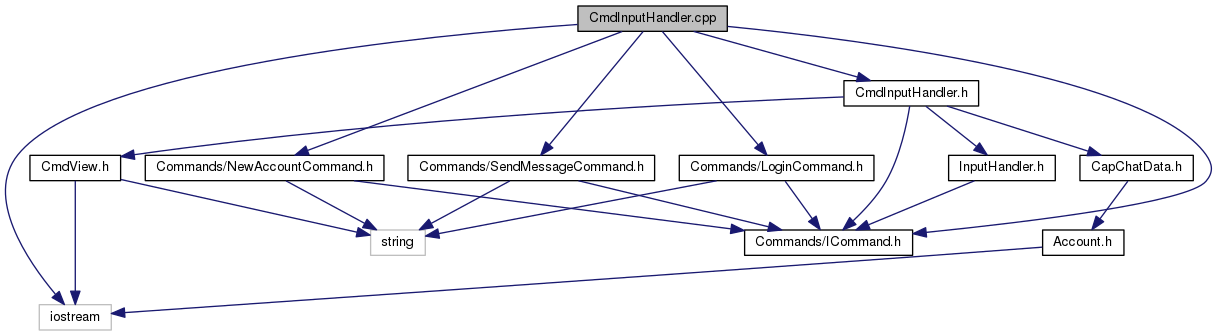 CmdInputHandler.cpp
CmdInputHandler.h
CmdView.h
Commands/NewAccountCommand.h
Commands/SendMessageCommand.h
Commands/LoginCommand.h
InputHandler.h
CapChatData.h
string
Commands/ICommand.h
Account.h
iostream